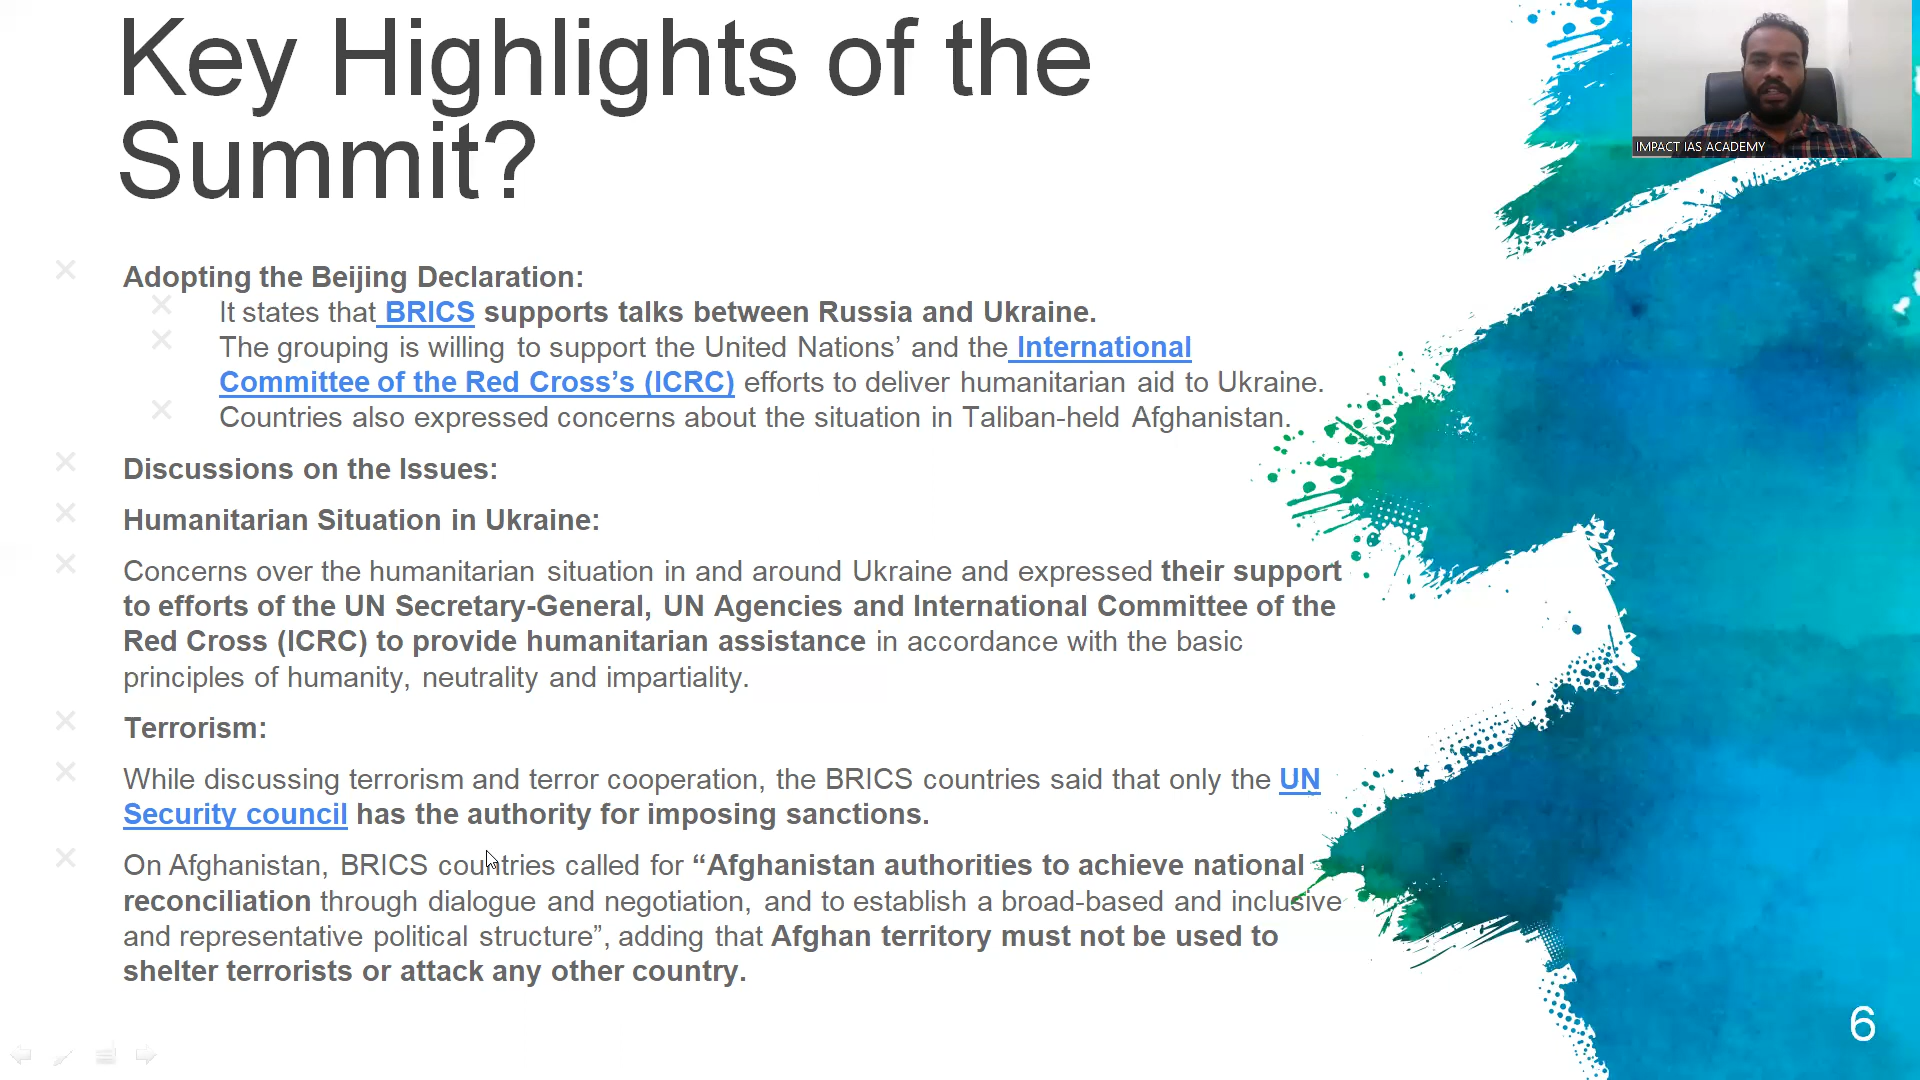 Key Highlights of the
Summit?
IMPACT IAS ACADEMY
Adopting the Beijing Declaration:
It states that BRICS supports talks between Russia and Ukraine.
The grouping is willing to support the United Nations’ and the International
Committee of the Red Cross’s (ICRC) efforts to deliver humanitarian aid to Ukraine.
Countries also expressed concerns about the situation in Taliban-held Afghanistan.
Discussions on the Issues:
Humanitarian Situation in Ukraine:
Concerns over the humanitarian situation in and around Ukraine and expressed their support
to efforts of the UN Secretary-General, UN Agencies and International Committee of the
Red Cross (ICRC) to provide humanitarian assistance in accordance with the basic
principles of humanity, neutrality and impartiality.
Terrorism:
While discussing terrorism and terror cooperation, the BRICS countries said that only the UN
Security council has the authority for imposing sanctions.
On Afghanistan, BRICS countries called for “Afghanistan authorities to achieve national
reconciliation through dialogue and negotiation, and to establish a broad-based and inclusive
and representative political structure”, adding that Afghan territory must not be used to
shelter terrorists or attack any other country.
6